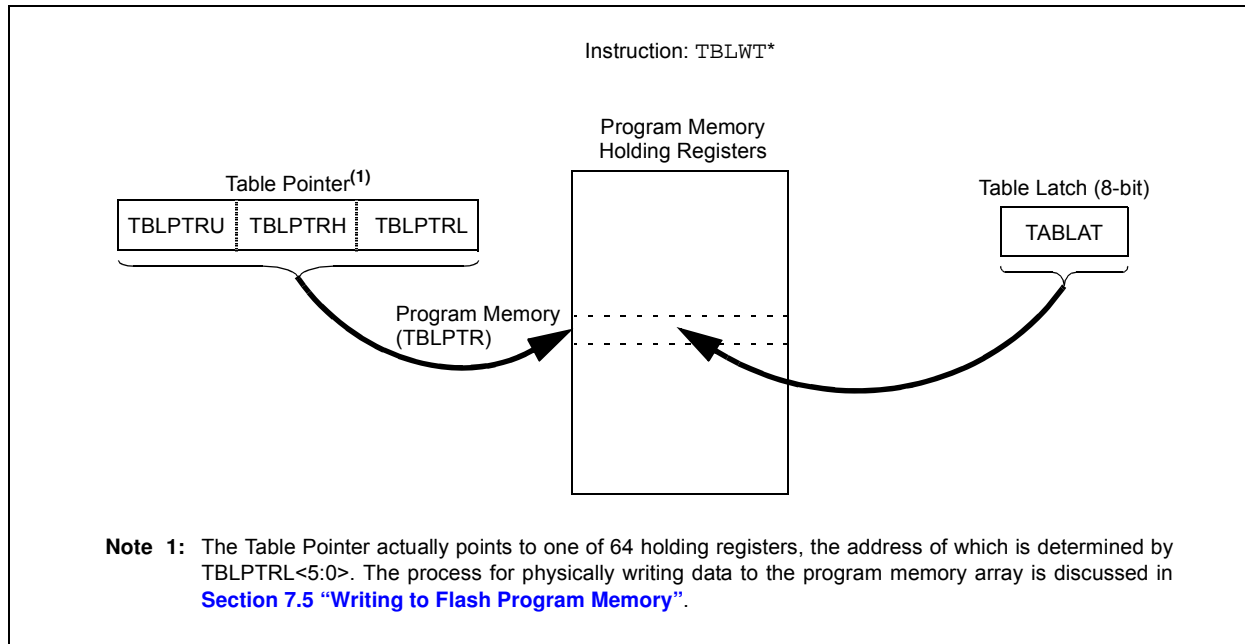 Instruction: TBLWT*
Program Memory
Holding Registers
Table Pointer(1)
Table Latch (8-bit)
TBLPTRU TBLPTRH TBLPTRL
TABLAT
Program Memory
(TBLPTR)
Note 1: The Table Pointer actually points to one of 64 holding registers, the address of which is determined by
TBLPTRL<5:0>. The process for physically writing data to the program memory array is discussed in
Section 7.5 “Writing to Flash Program Memory”.